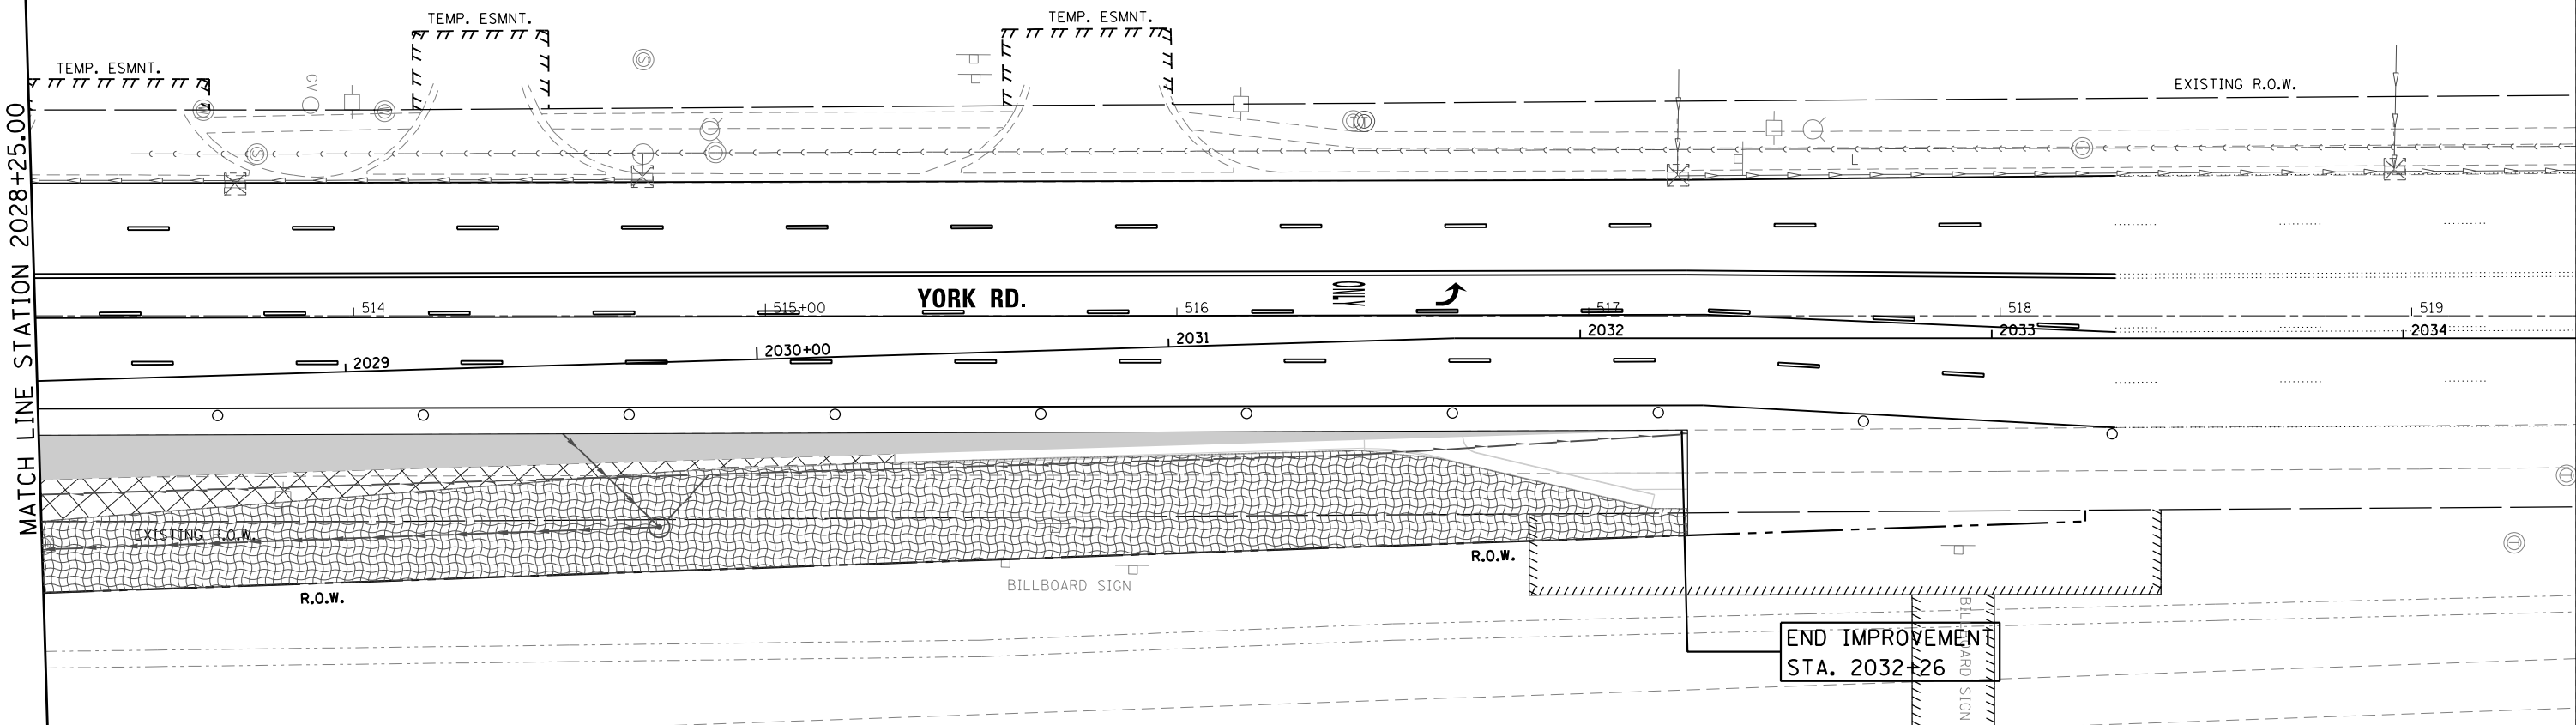 TEMP. ESMNT.
TEMP. ESMNT.
TEMP. ESMNT.
EXISTING R.O.W.
GV
S
S
MATCH LINE STATION 2028+25.00
514
515+00
YORK RD.
516
ONLY
517
518
519
2029
2030+00
2031
2032
2033
2034
EXISTING R.O.W.
R.O.W.
BILLBOARD SIGN
R.O.W.
END IMPROVEMENT
STA. 2032+26
BILLBOARD SIGN